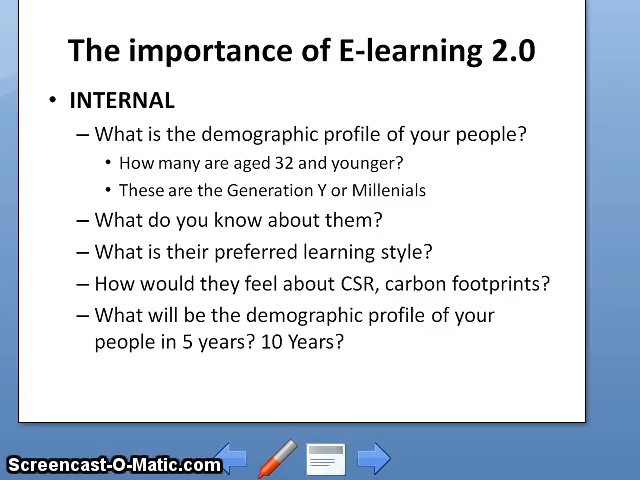 The importance of E-learning 2.0
• INTERNAL
– What is the demographic profile of your people?
• How many are aged 32 and younger?
• These are the Generation Y or Millenials
– What do you know about them?
– What is their preferred learning style?
– How would they feel about CSR, carbon footprints?
– What will be the demographic profile of your
people in 5 years? 10 Years?
Screencast-O-Matic.com